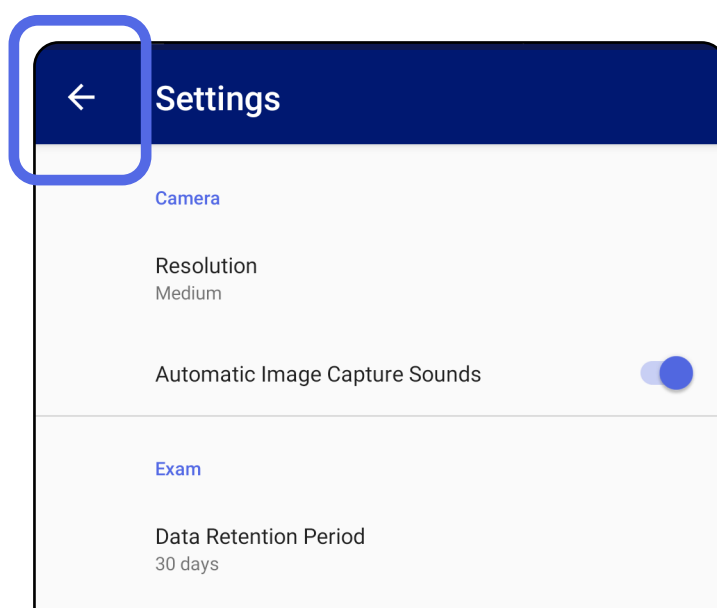 Settings
Camera
Resolution
Medium
Automatic Image Capture Sounds
Exam
Data Retention Period
30 days